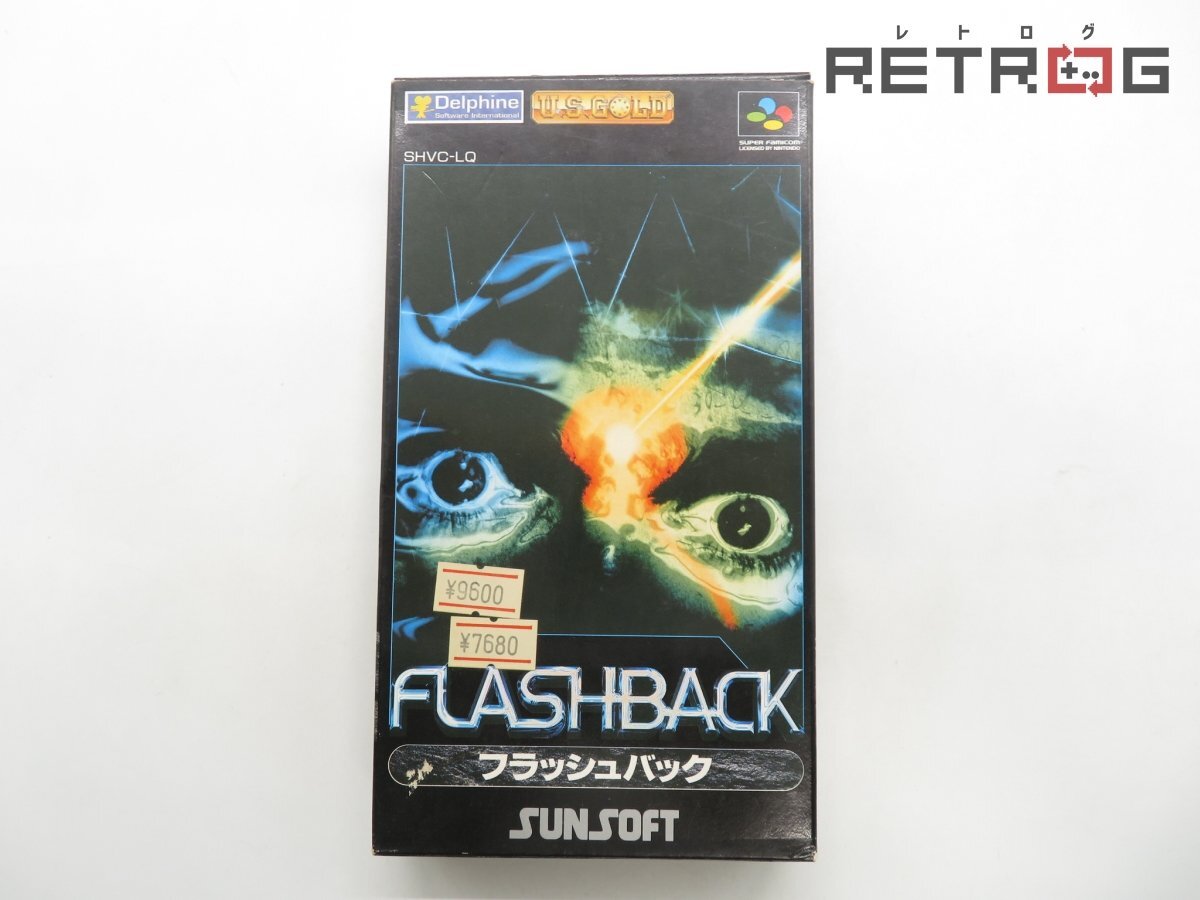 レトログ
RETROG
Delphine
Software International
U.S.GOLD
SUPER FAMICOM
LICENSED BY NINTENDO
SHVC-LQ
¥9600
¥7680
FLASHBACK
フラッシュバック
SUNSOFT